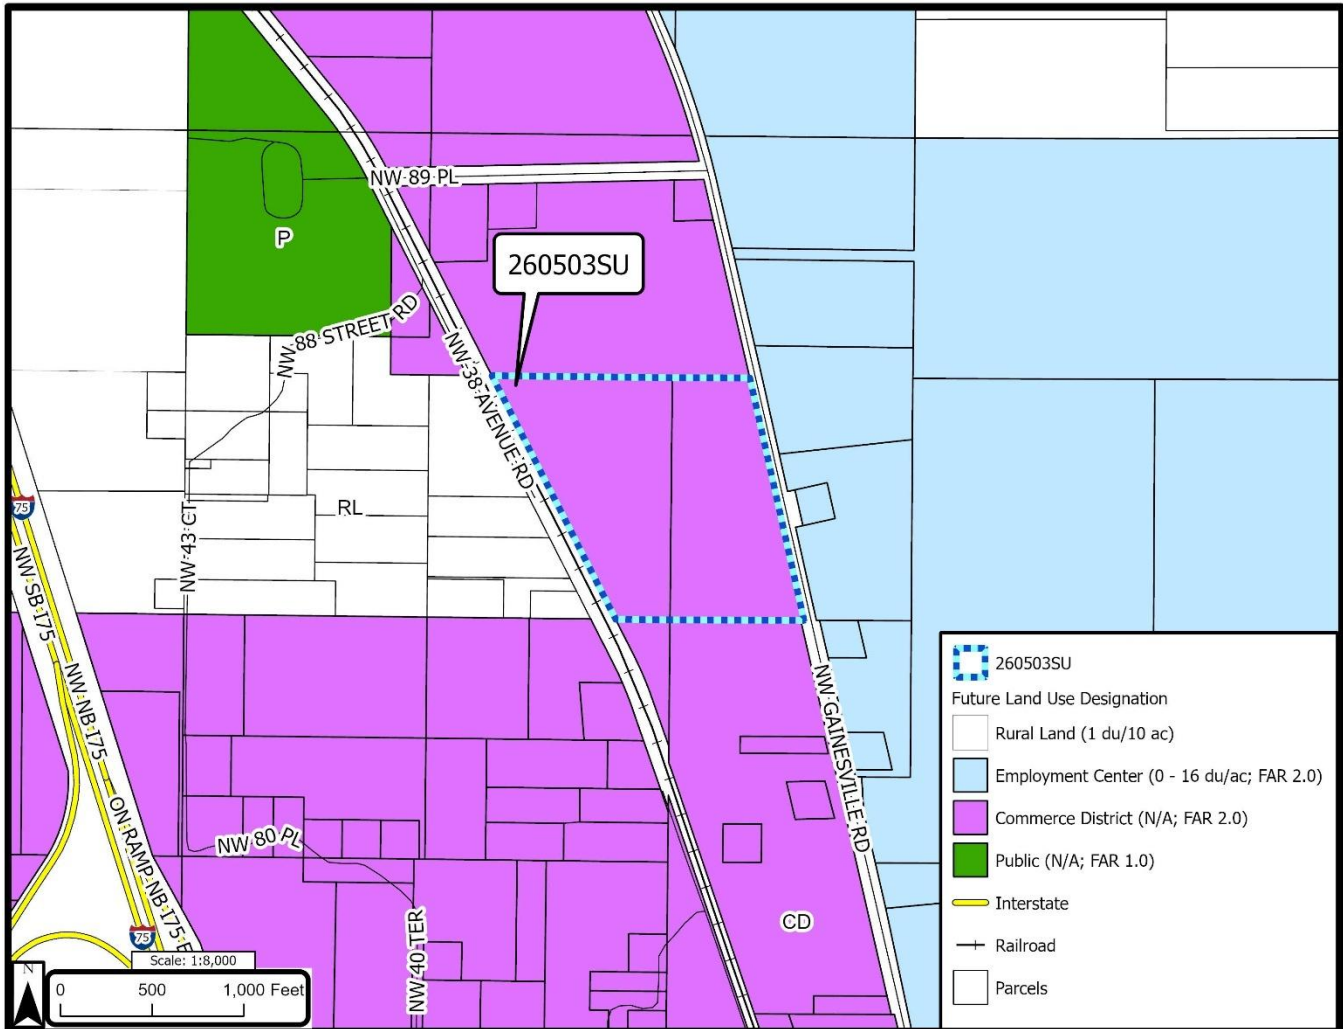 NW 89 PL
P
260503SU
NW 88 STREET RD
NW 38 AVENUE RD
75
NW 43 CT
RL
NW SB I75
NW NB I75
ON RAMP NB I75 E
NW GAINESVILLE RD
NW 80 PL
NW 40 TER
CD
75
Scale: 1:8,000
N
0 500 1,000 Feet
260503SU
Future Land Use Designation
Rural Land (1 du/10 ac)
Employment Center (0 - 16 du/ac; FAR 2.0)
Commerce District (N/A; FAR 2.0)
Public (N/A; FAR 1.0)
Interstate
Railroad
Parcels